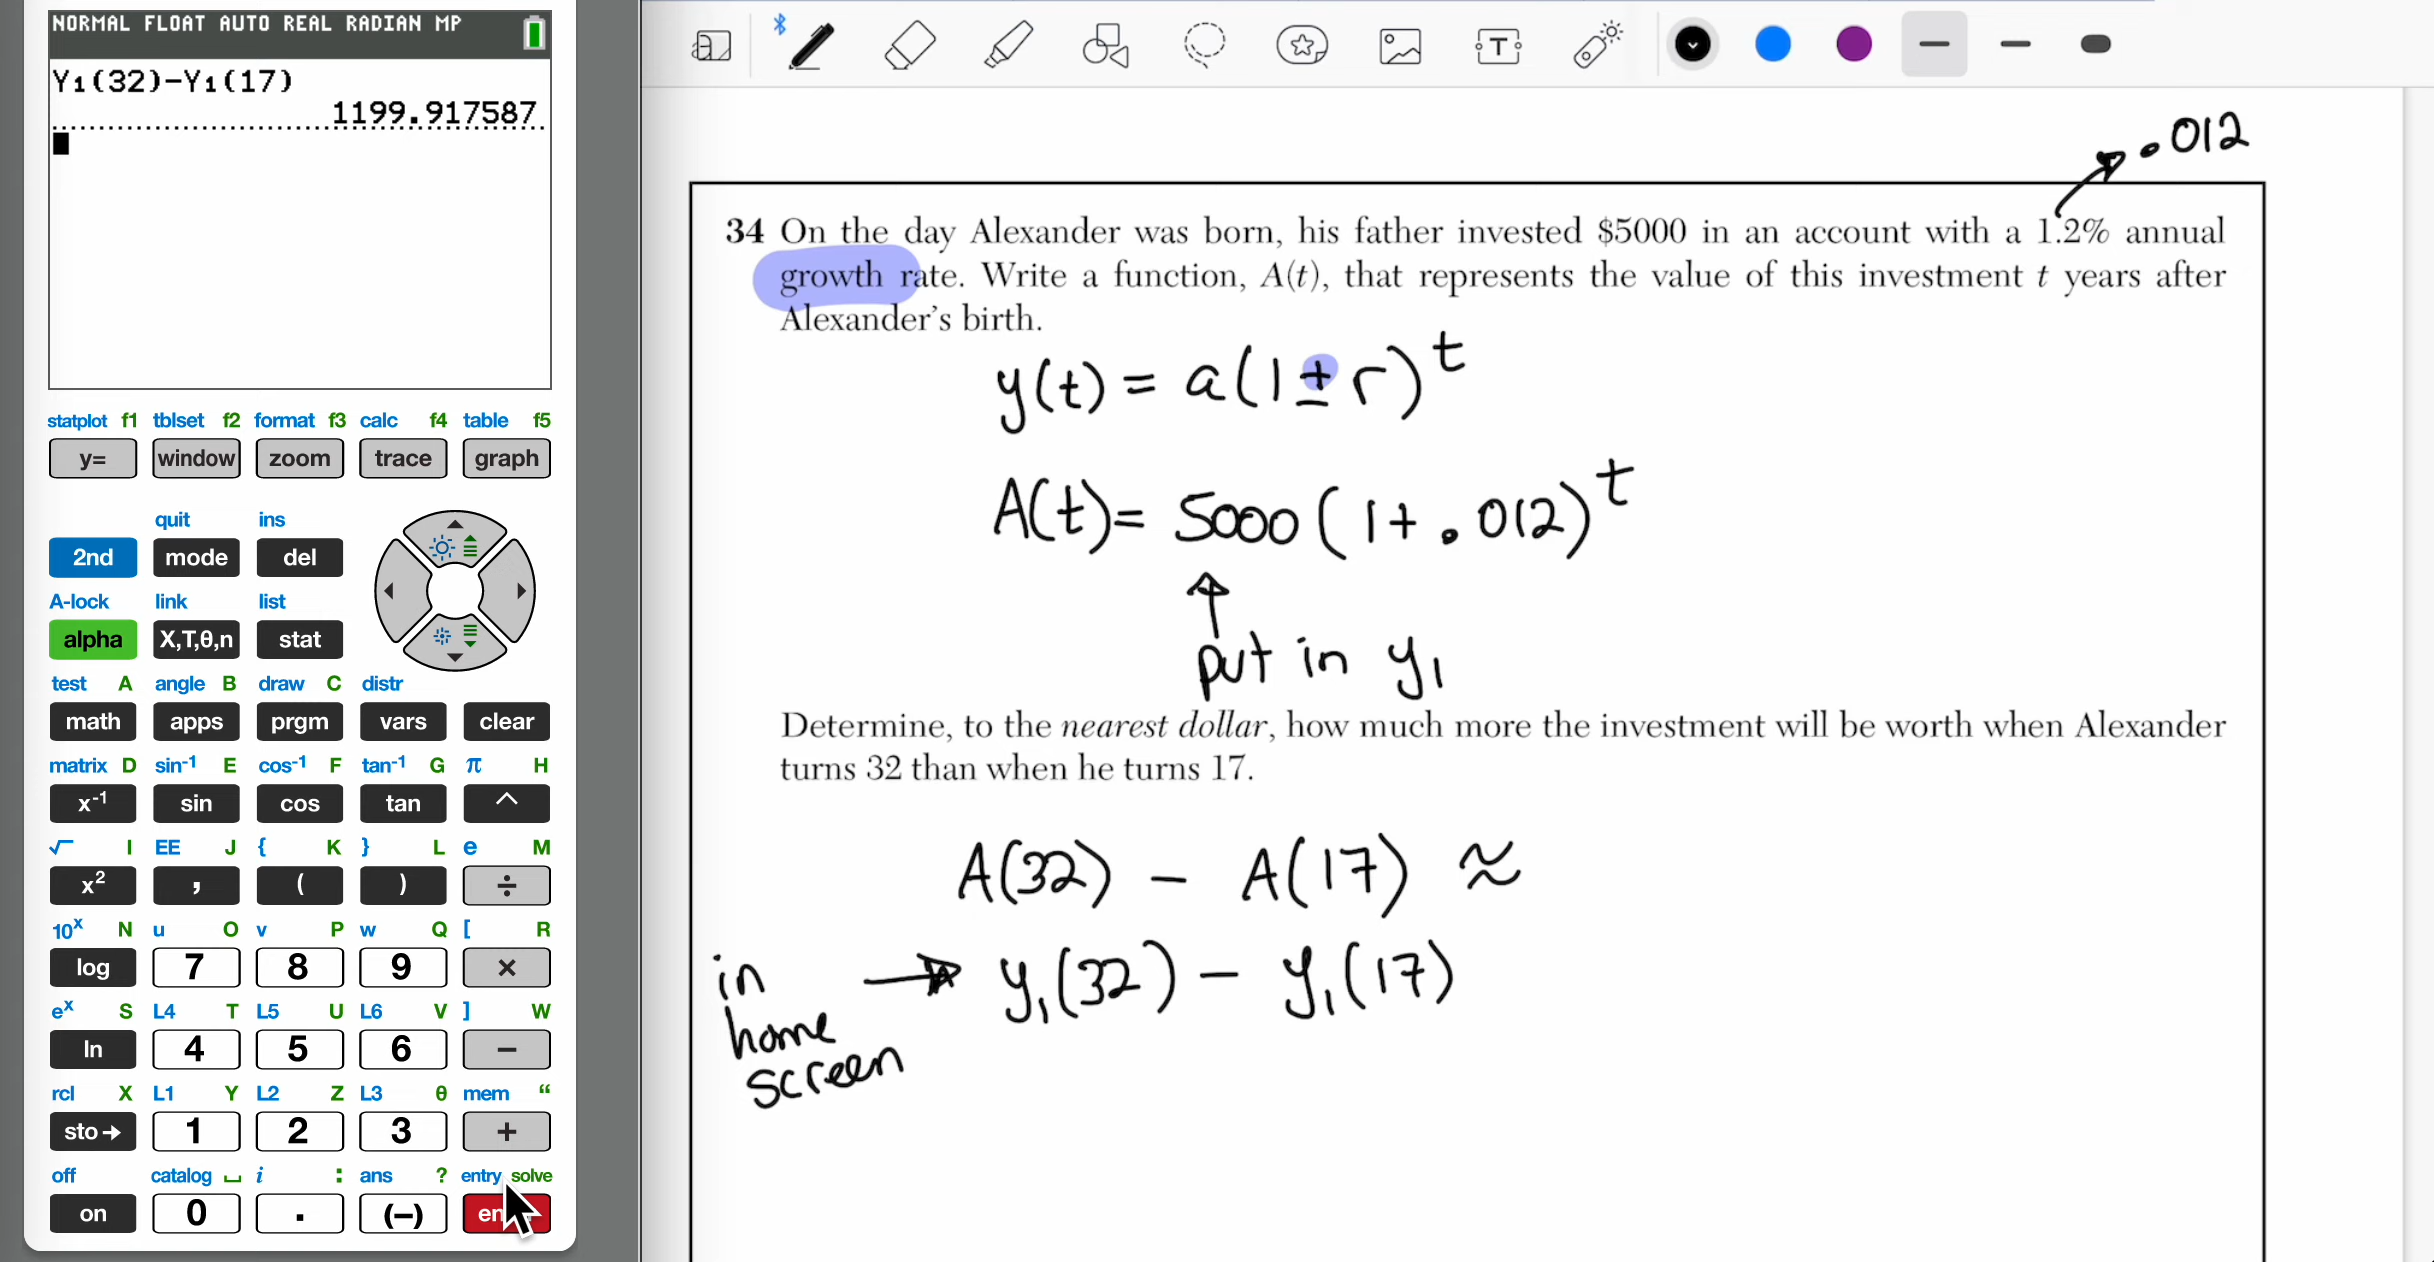 NORMAL FLOAT AUTO REAL RADIAN MP
Y₁(32)-Y₁(17)
1199.917587
statplot f1 tblset f2 format f3 calc f4 table f5
y= window zoom trace graph
quit ins
2nd mode del
A-lock link list
alpha X,T,θ,n stat
test A angle B draw C distr
math apps prgm vars clear
matrix D sin⁻¹ E cos⁻¹ F tan⁻¹ G π H
x⁻¹ sin cos tan ^
√ I EE J { K } L e M
x² , ( ) ÷
10ˣ N u O v P w Q [ R
log 7 8 9 ×
eˣ S L4 T L5 U L6 V ] W
ln 4 5 6 −
rcl X L1 Y L2 Z L3 θ mem “
sto→ 1 2 3 +
off catalog ⎵ i : ans ? entry solve
on 0 . (−) en
T
.012
34 On the day Alexander was born, his father invested $5000 in an account with a 1.2% annual
growth rate. Write a function, A(t), that represents the value of this investment t years after
Alexander’s birth.
y(t) = a(1 ± r)ᵗ
A(t) = 5000(1 + .012)ᵗ
put in y₁
Determine, to the nearest dollar, how much more the investment will be worth when Alexander
turns 32 than when he turns 17.
A(32) − A(17) ≈
in → y₁(32) − y₁(17)
home
screen